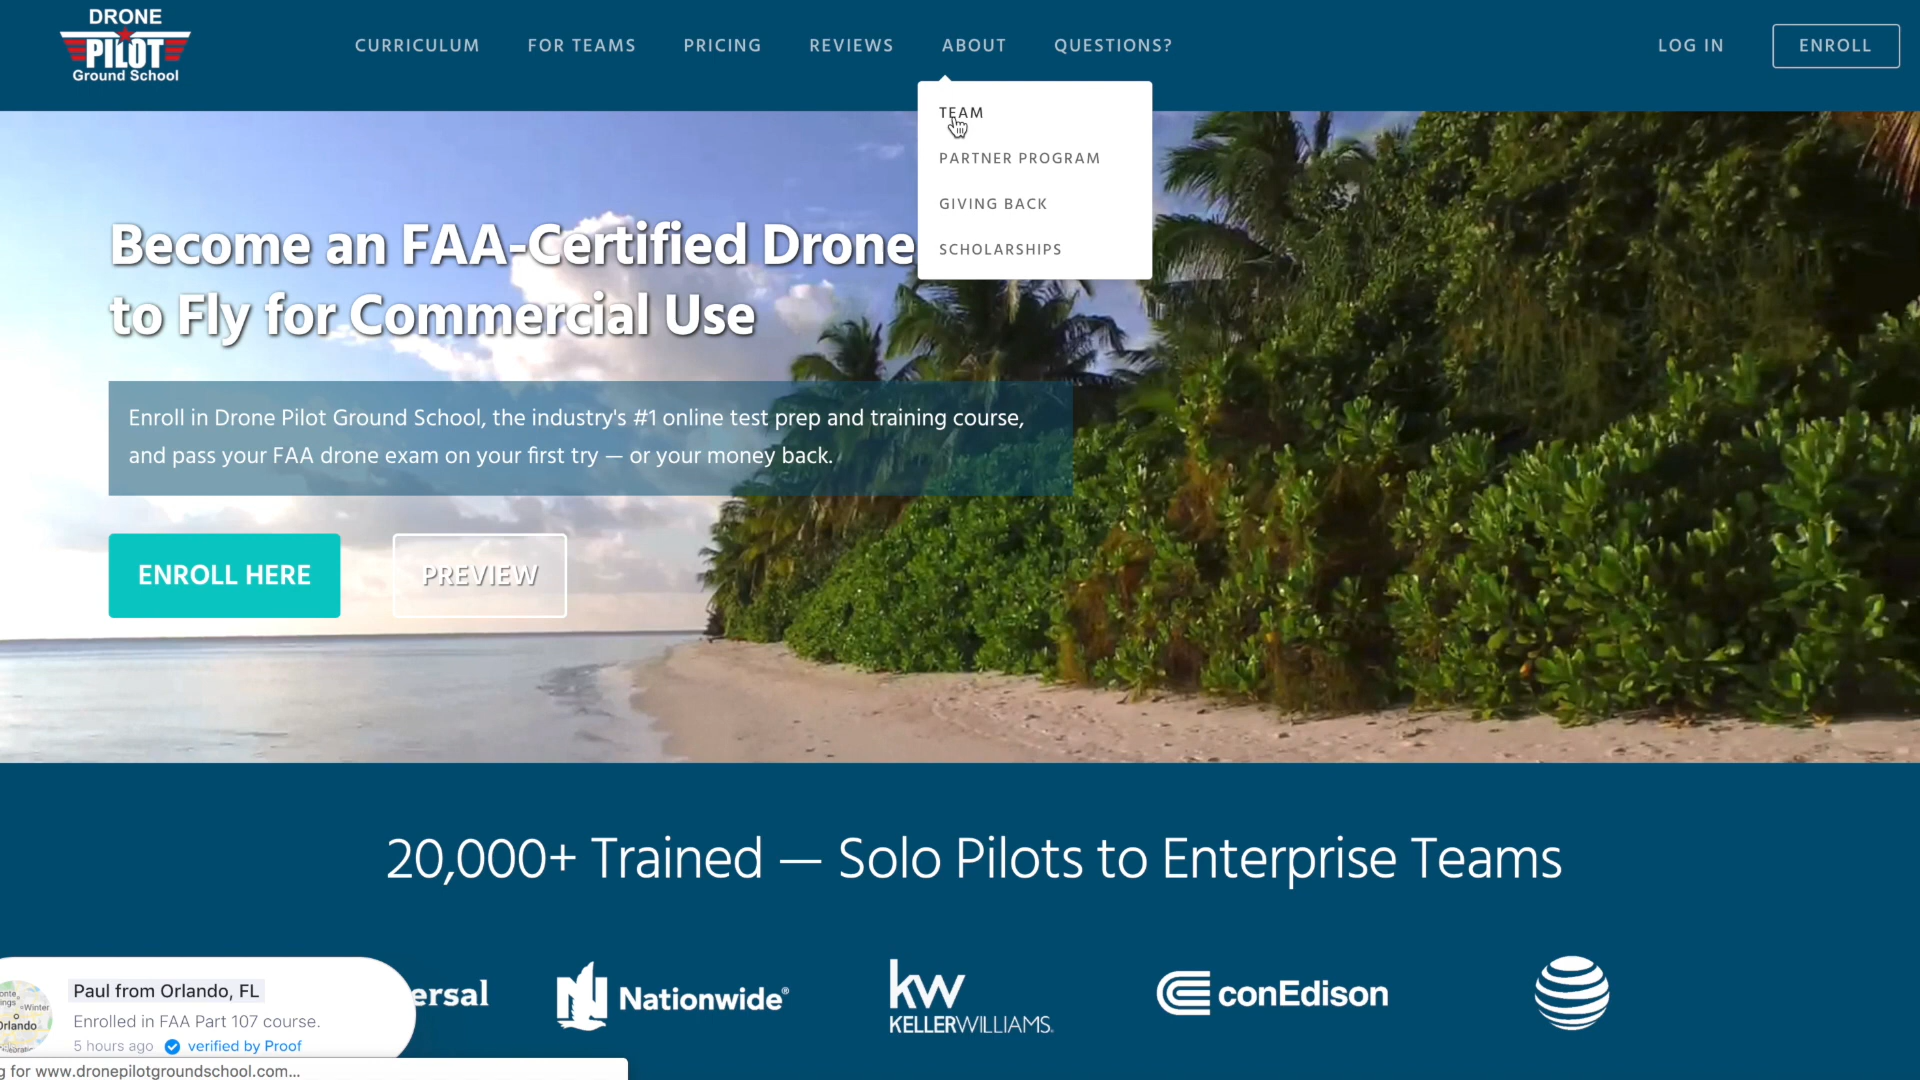 DRONE
PILOT
Ground School
CURRICULUM
FOR TEAMS
PRICING
REVIEWS
ABOUT
QUESTIONS?
LOG IN
ENROLL
TEAM
PARTNER PROGRAM
GIVING BACK
SCHOLARSHIPS
Become an FAA-Certified Drone
to Fly for Commercial Use
Enroll in Drone Pilot Ground School, the industry's #1 online test prep and training course,
and pass your FAA drone exam on your first try — or your money back.
ENROLL HERE
PREVIEW
20,000+ Trained — Solo Pilots to Enterprise Teams
ersal
Nationwide®
kw
KELLERWILLIAMS.
conEdison
Paul from Orlando, FL
Enrolled in FAA Part 107 course.
5 hours ago
verified by Proof
Winter
Orlando
g for www.dronepilotgroundschool.com...